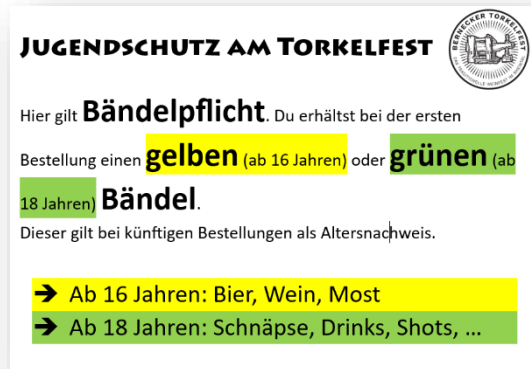 JUGENDSCHUTZ AM TORKELFEST
BERNECKER TORKELFEST
Hier gilt Bändelpflicht. Du erhältst bei der ersten
Bestellung einen gelben (ab 16 Jahren) oder grünen (ab
18 Jahren) Bändel.
Dieser gilt bei künftigen Bestellungen als Altersnachweis.
➔ Ab 16 Jahren: Bier, Wein, Most
➔ Ab 18 Jahren: Schnäpse, Drinks, Shots, ...